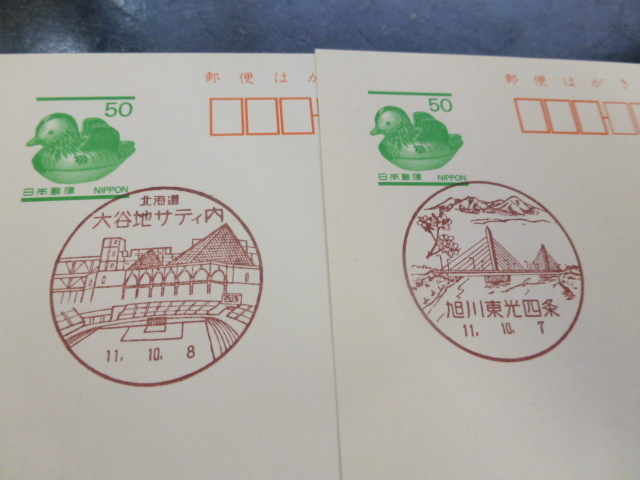 郵便はが
50
日本郵便 NIPPON
北海道
大谷地サティ内
11. 10. 8
郵便はがき
50
日本郵便 NIPPON
旭川東光四条
11. 10. 7